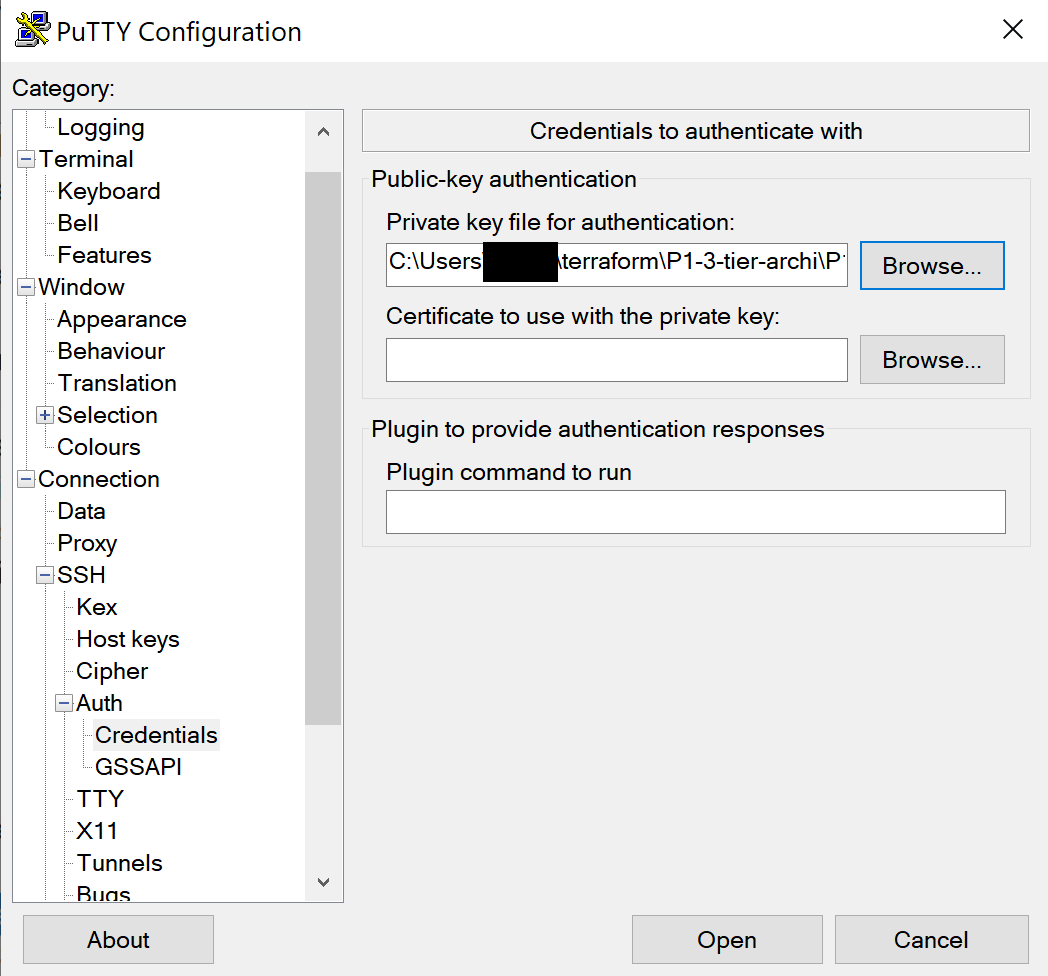 PuTTY Configuration
Category:
Logging
Terminal
Keyboard
Bell
Features
Window
Appearance
Behaviour
Translation
Selection
Colours
Connection
Data
Proxy
SSH
Kex
Host keys
Cipher
Auth
Credentials
GSSAPI
TTY
X11
Tunnels
Bugs
Credentials to authenticate with
Public-key authentication
Private key file for authentication:
C:\Users\ \terraform\P1-3-tier-archi\P
Browse...
Certificate to use with the private key:
Browse...
Plugin to provide authentication responses
Plugin command to run
About
Open
Cancel